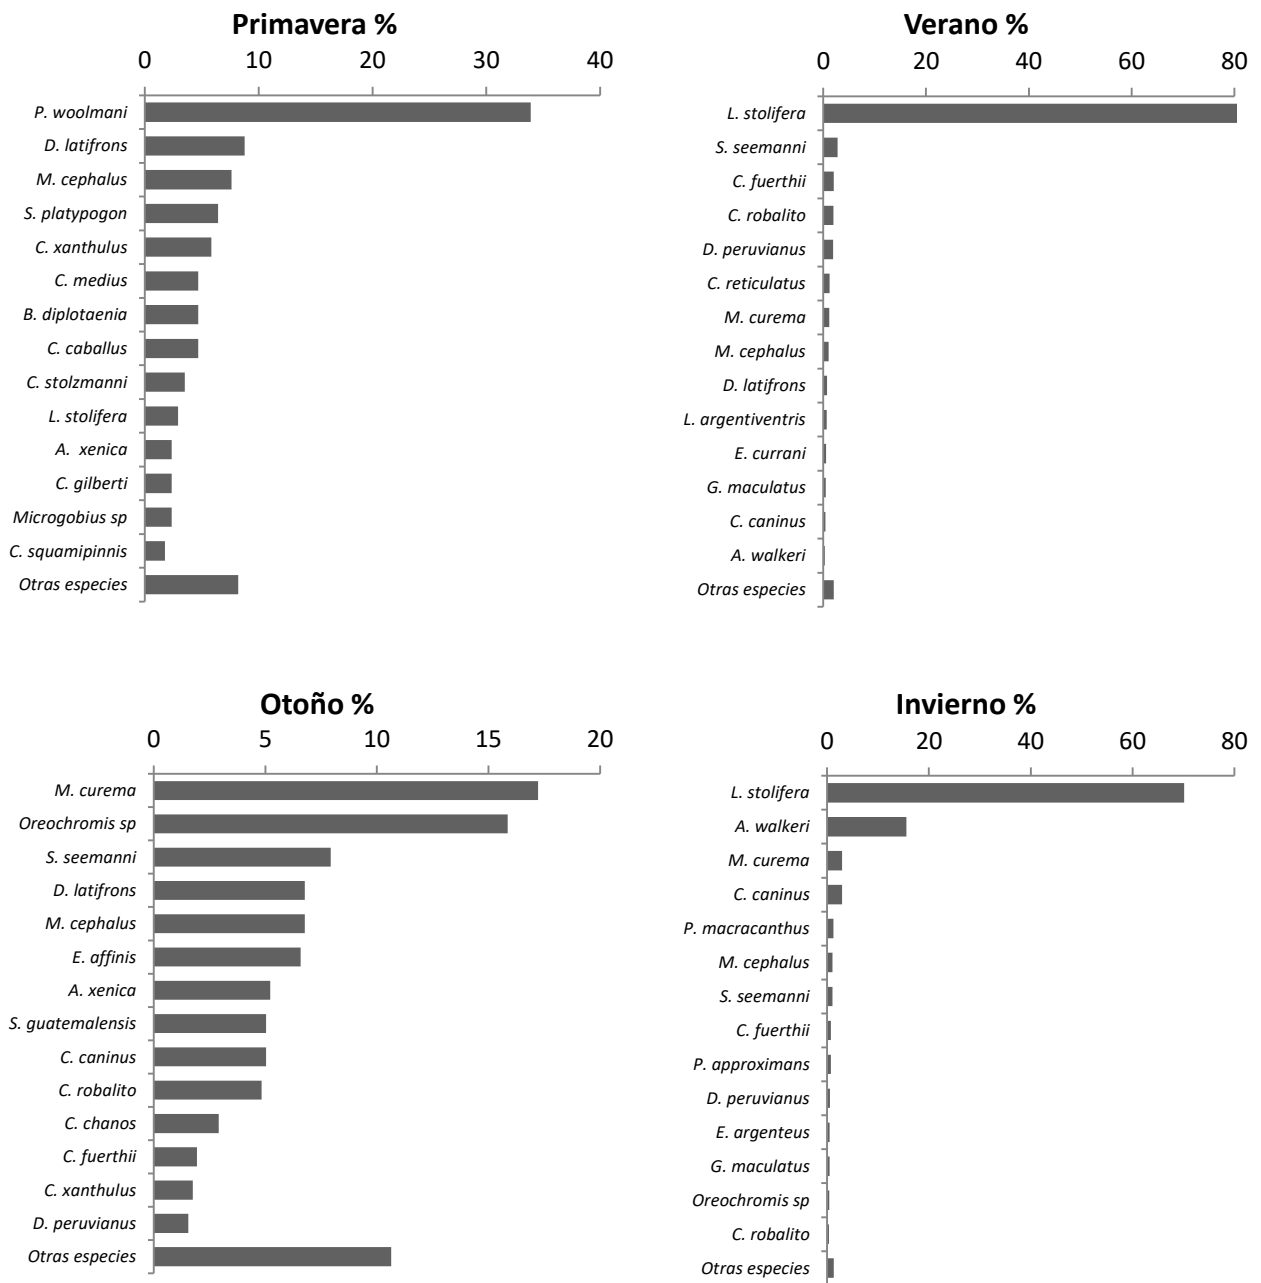 Primavera %
0 10 20 30 40
P. woolmani
D. latifrons
M. cephalus
S. platypogon
C. xanthulus
C. medius
B. diplotaenia
C. caballus
C. stolzmanni
L. stolifera
A. xenica
C. gilberti
Microgobius sp
C. squamipinnis
Otras especies
Verano %
0 20 40 60 80
L. stolifera
S. seemanni
C. fuerthii
C. robalito
D. peruvianus
C. reticulatus
M. curema
M. cephalus
D. latifrons
L. argentiventris
E. currani
G. maculatus
C. caninus
A. walkeri
Otras especies
Otoño %
0 5 10 15 20
M. curema
Oreochromis sp
S. seemanni
D. latifrons
M. cephalus
E. affinis
A. xenica
S. guatemalensis
C. caninus
C. robalito
C. chanos
C. fuerthii
C. xanthulus
D. peruvianus
Otras especies
Invierno %
0 20 40 60 80
L. stolifera
A. walkeri
M. curema
C. caninus
P. macracanthus
M. cephalus
S. seemanni
C. fuerthii
P. approximans
D. peruvianus
E. argenteus
G. maculatus
Oreochromis sp
C. robalito
Otras especies